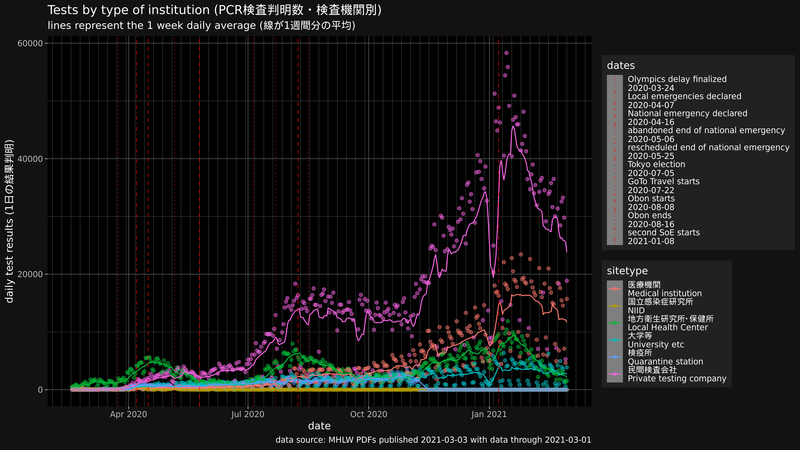 Tests by type of institution (PCR検査判明数・検査機関別)
lines represent the 1 week daily average (線が1週間分の平均)
60000
40000
20000
0
daily test results (1日の結果判明)
Apr 2020
Jul 2020
Oct 2020
Jan 2021
date
data source: MHLW PDFs published 2021-03-03 with data through 2021-03-01
dates
Olympics delay finalized
2020-03-24
Local emergencies declared
2020-04-07
National emergency declared
2020-04-16
abandoned end of national emergency
2020-05-06
rescheduled end of national emergency
2020-05-25
Tokyo election
2020-07-05
GoTo Travel starts
2020-07-22
Obon starts
2020-08-08
Obon ends
2020-08-16
second SoE starts
2021-01-08
sitetype
医療機関
Medical institution
国立感染症研究所
NIID
地方衛生研究所・保健所
Local Health Center
大学等
University etc
検疫所
Quarantine station
民間検査会社
Private testing company